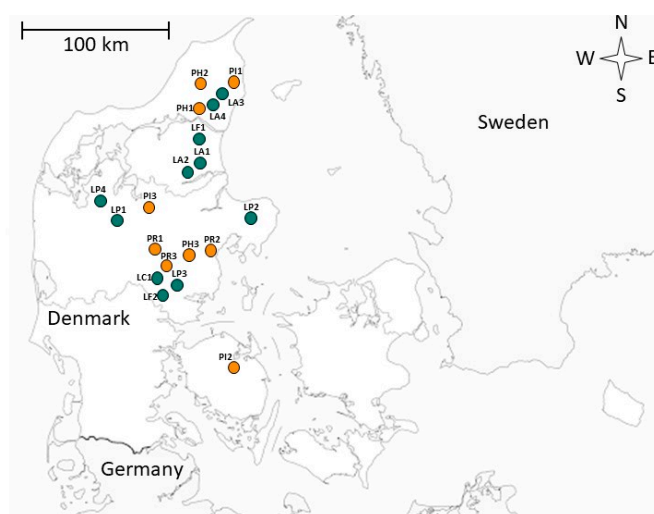 N
100 km
W E
S
PH2 PI1
LA3
PH1
LA4
Sweden
LF1
LA1
LA2
LP4
PI3
LP2
LP1
PR1
PH3 PR2
PR3
LC1 LP3
LF2
Denmark
PI2
Germany